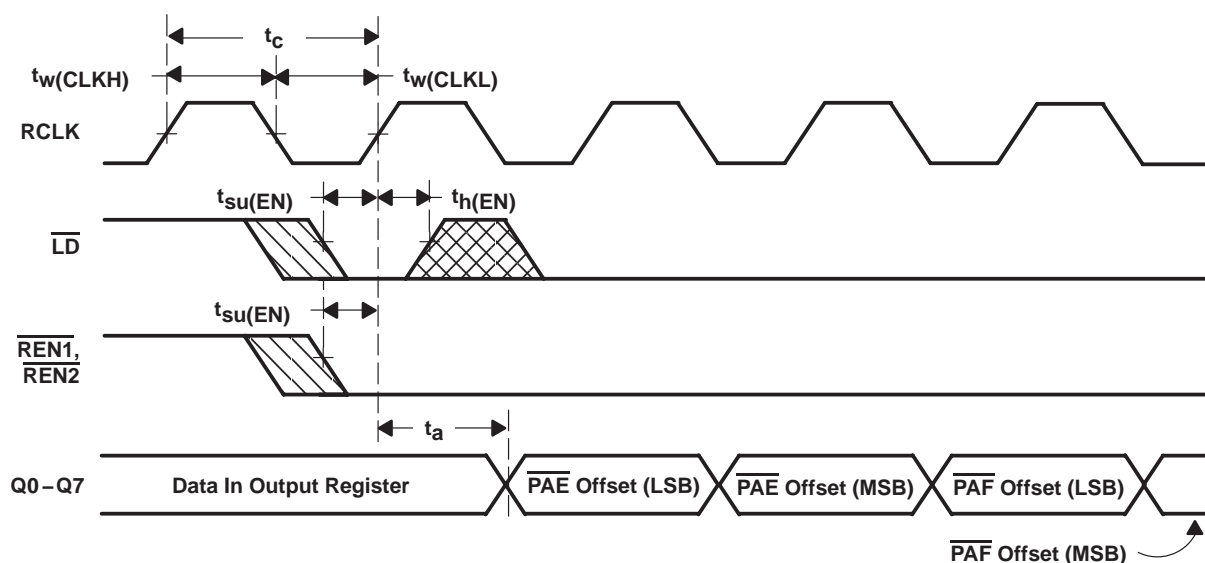 tc
tw(CLKH)
tw(CLKL)
RCLK
tsu(EN)
th(EN)
LD
tsu(EN)
REN1,
REN2
ta
Q0–Q7
Data In Output Register
PAE Offset (LSB)
PAE Offset (MSB)
PAF Offset (LSB)
PAF Offset (MSB)